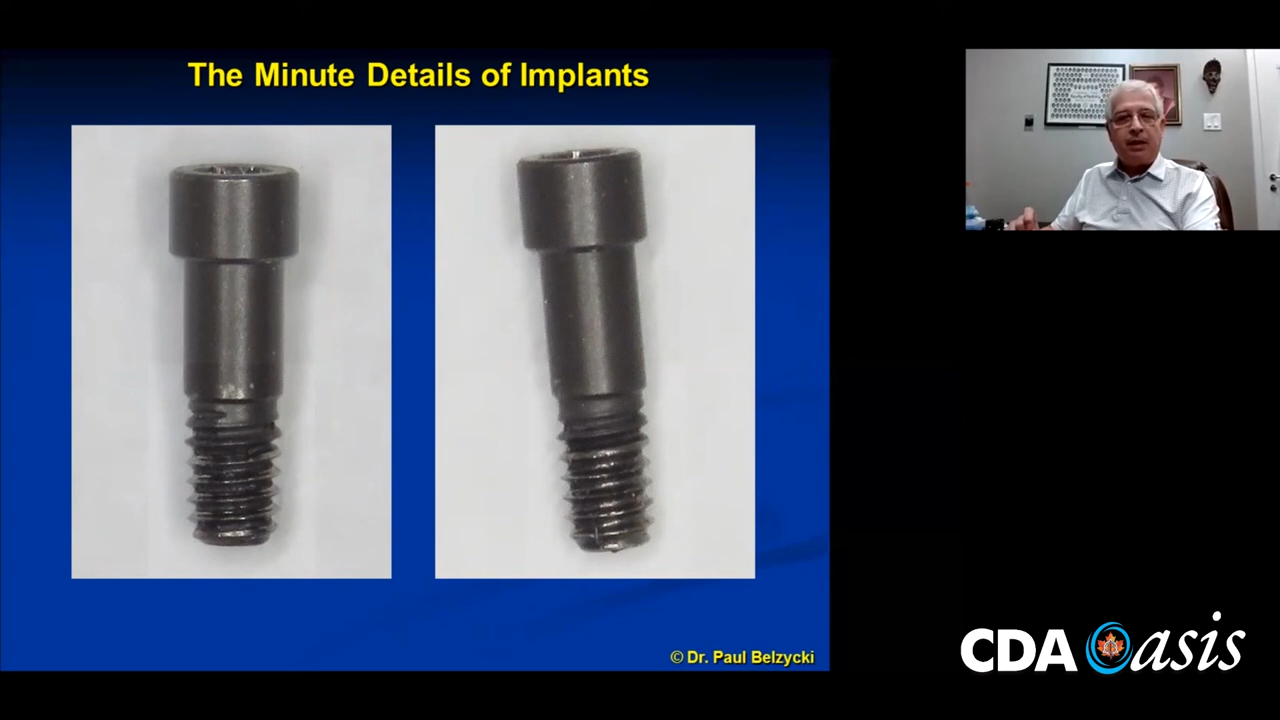 The Minute Details of Implants
© Dr. Paul Belzycki
CDA Oasis